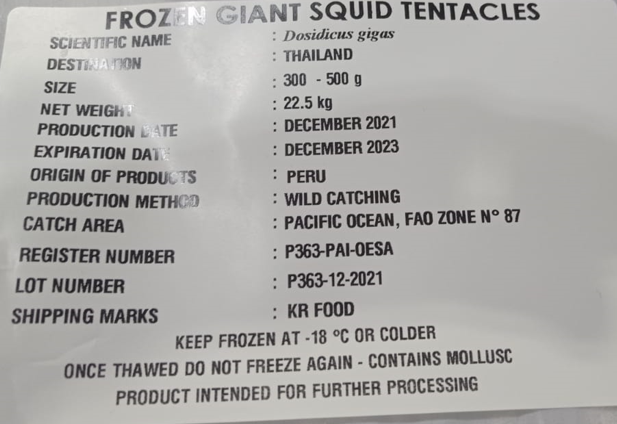 FROZEN GIANT SQUID TENTACLES
SCIENTIFIC NAME : Dosidicus gigas
DESTINATION : THAILAND
SIZE : 300 - 500 g
NET WEIGHT : 22.5 kg
PRODUCTION DATE : DECEMBER 2021
EXPIRATION DATE : DECEMBER 2023
ORIGIN OF PRODUCTS : PERU
PRODUCTION METHOD : WILD CATCHING
CATCH AREA : PACIFIC OCEAN, FAO ZONE Nº 87
REGISTER NUMBER : P363-PAI-OESA
LOT NUMBER : P363-12-2021
SHIPPING MARKS : KR FOOD
KEEP FROZEN AT -18 ºC OR COLDER
ONCE THAWED DO NOT FREEZE AGAIN - CONTAINS MOLLUSC
PRODUCT INTENDED FOR FURTHER PROCESSING